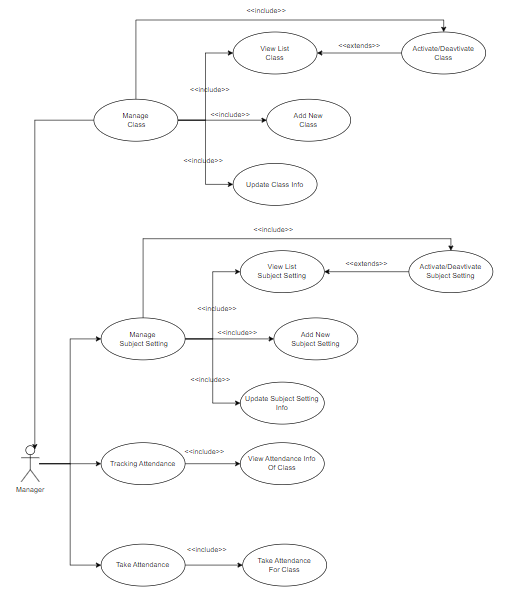 <<include>>
View List
Class
<<extends>>
Activate/Deavtivate
Class
<<include>>
Manage
Class
<<include>>
Add New
Class
<<include>>
Update Class Info
<<include>>
View List
Subject Setting
<<extends>>
Activate/Deavtivate
Subject Setting
<<include>>
Manage
Subject Setting
<<include>>
Add New
Subject Setting
<<include>>
Update Subject Setting
Info
Manager
Tracking Attendance
<<include>>
View Attendance Info
Of Class
Take Attendance
<<include>>
Take Attendance
For Class